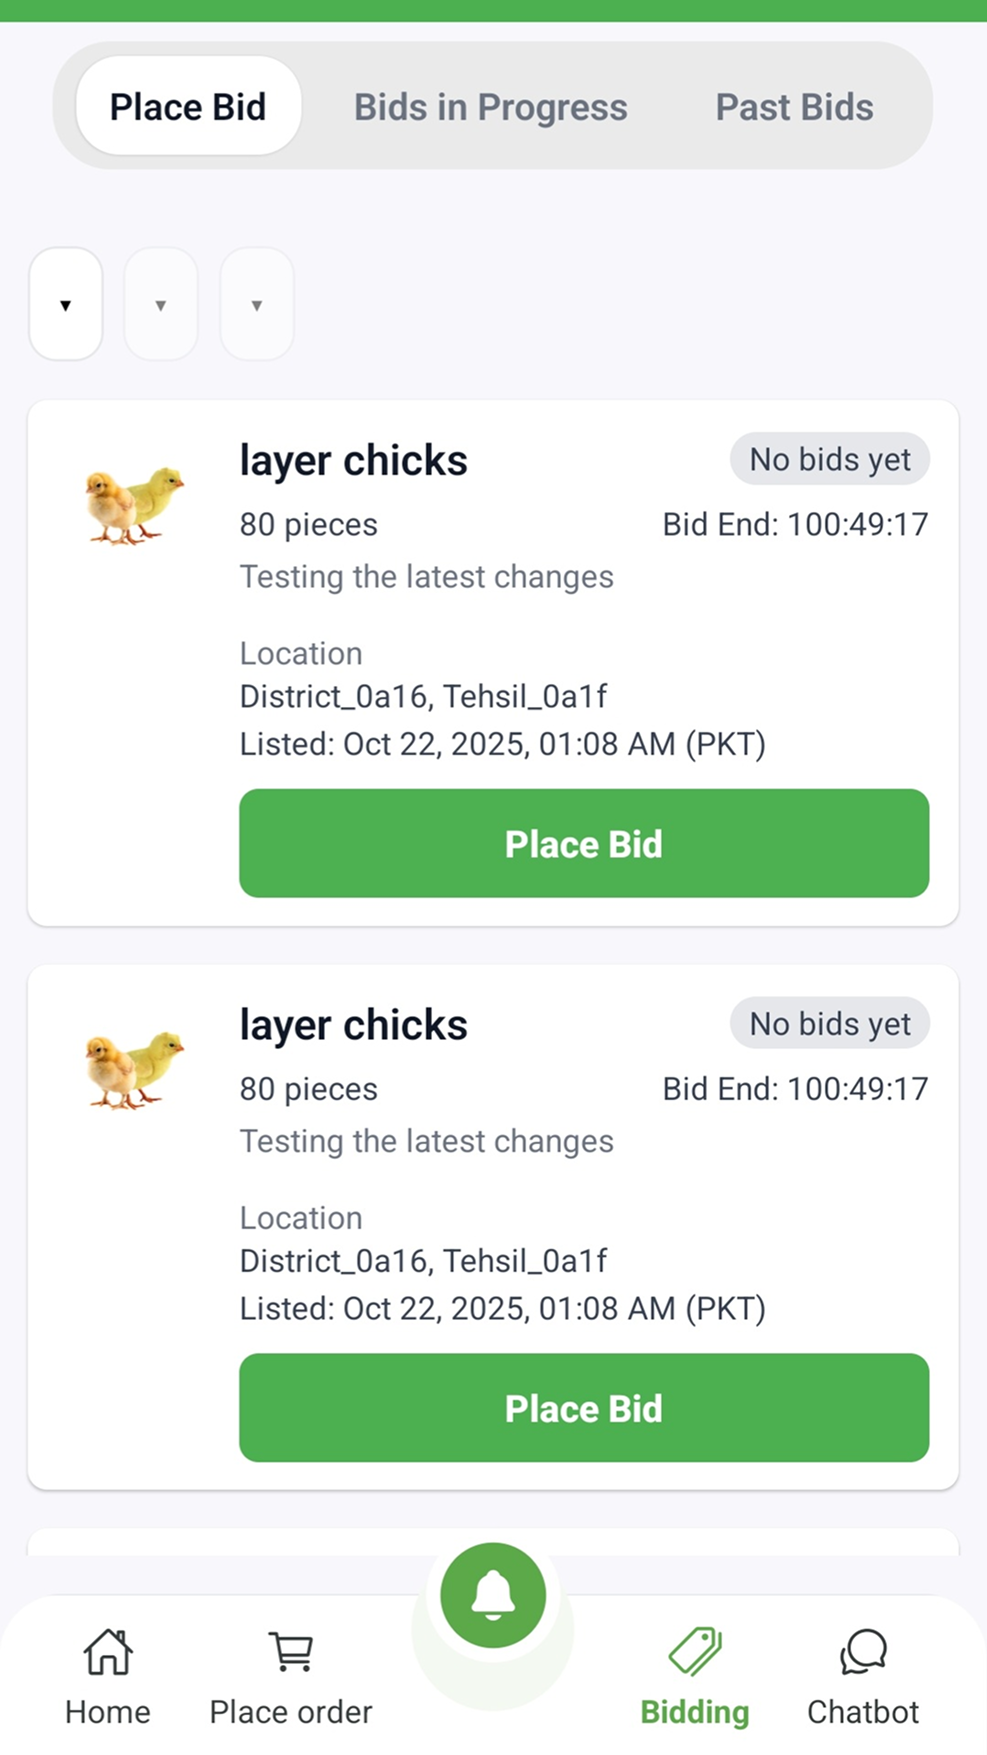 Place Bid Bids in Progress Past Bids
layer chicks No bids yet
80 pieces Bid End: 100:49:17
Testing the latest changes
Location
District_0a16, Tehsil_0a1f
Listed: Oct 22, 2025, 01:08 AM (PKT)
Place Bid
layer chicks No bids yet
80 pieces Bid End: 100:49:17
Testing the latest changes
Location
District_0a16, Tehsil_0a1f
Listed: Oct 22, 2025, 01:08 AM (PKT)
Place Bid
Home Place order Bidding Chatbot